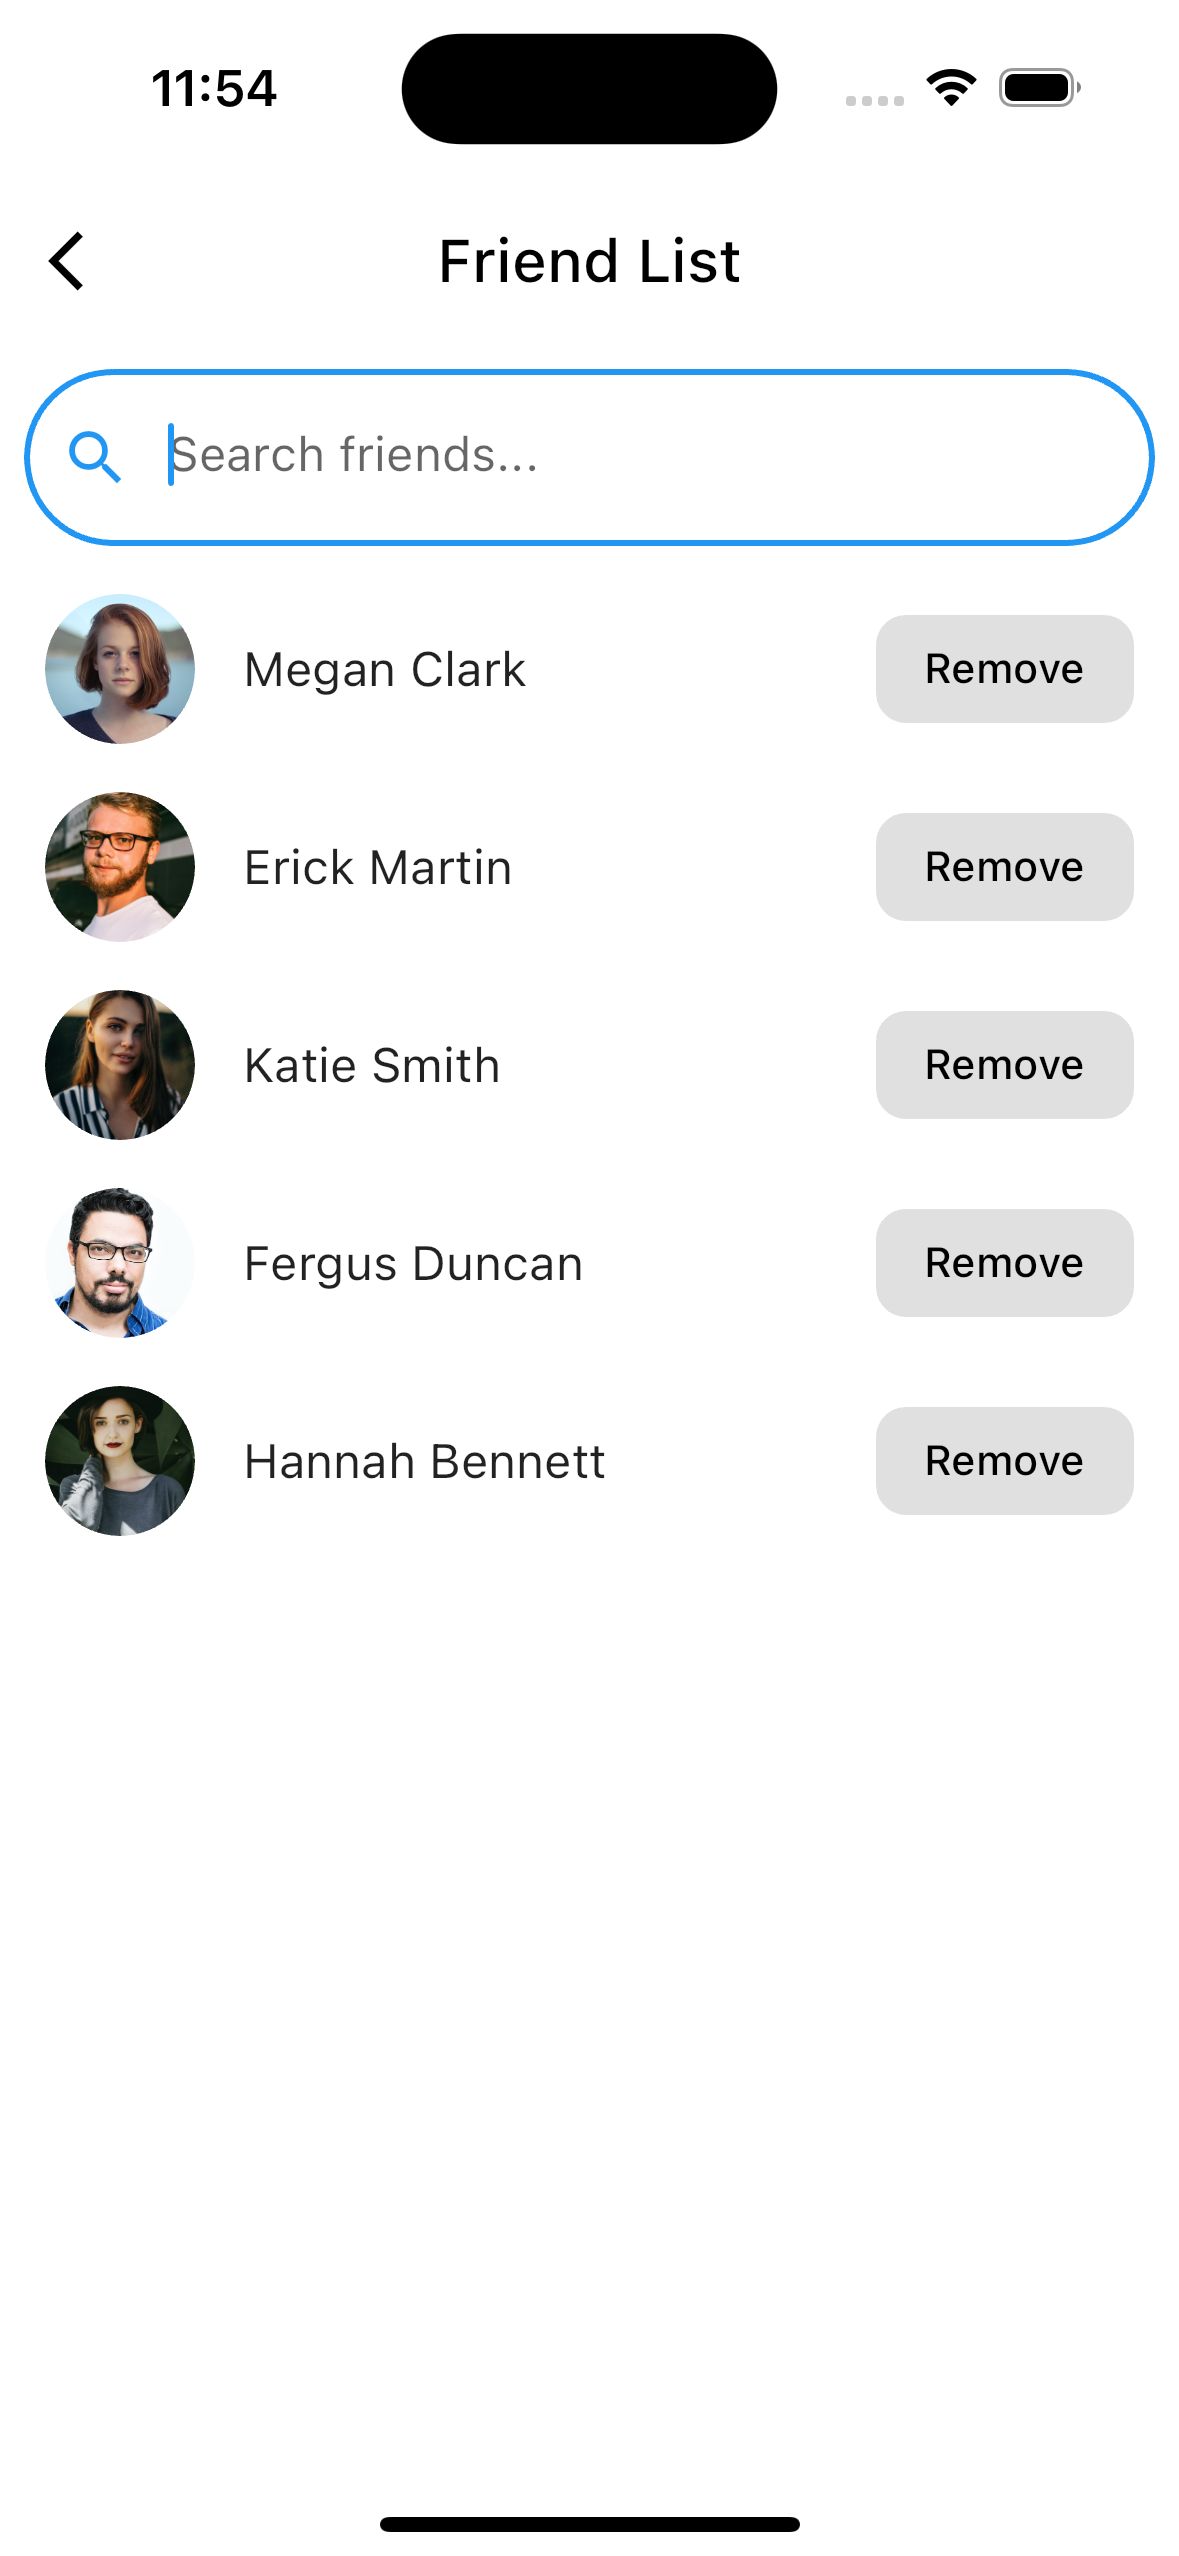 11:54
Friend List
Search friends...
Megan Clark Remove
Erick Martin Remove
Katie Smith Remove
Fergus Duncan Remove
Hannah Bennett Remove